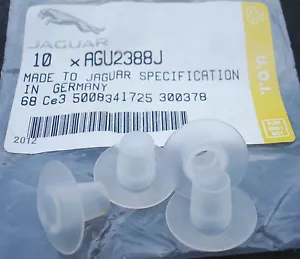 JAGUAR
10 x AGU2388J
MADE TO JAGUAR SPECIFICATION
IN GERMANY
68 Ce3 5008341725 300378
2012
u.o.i.